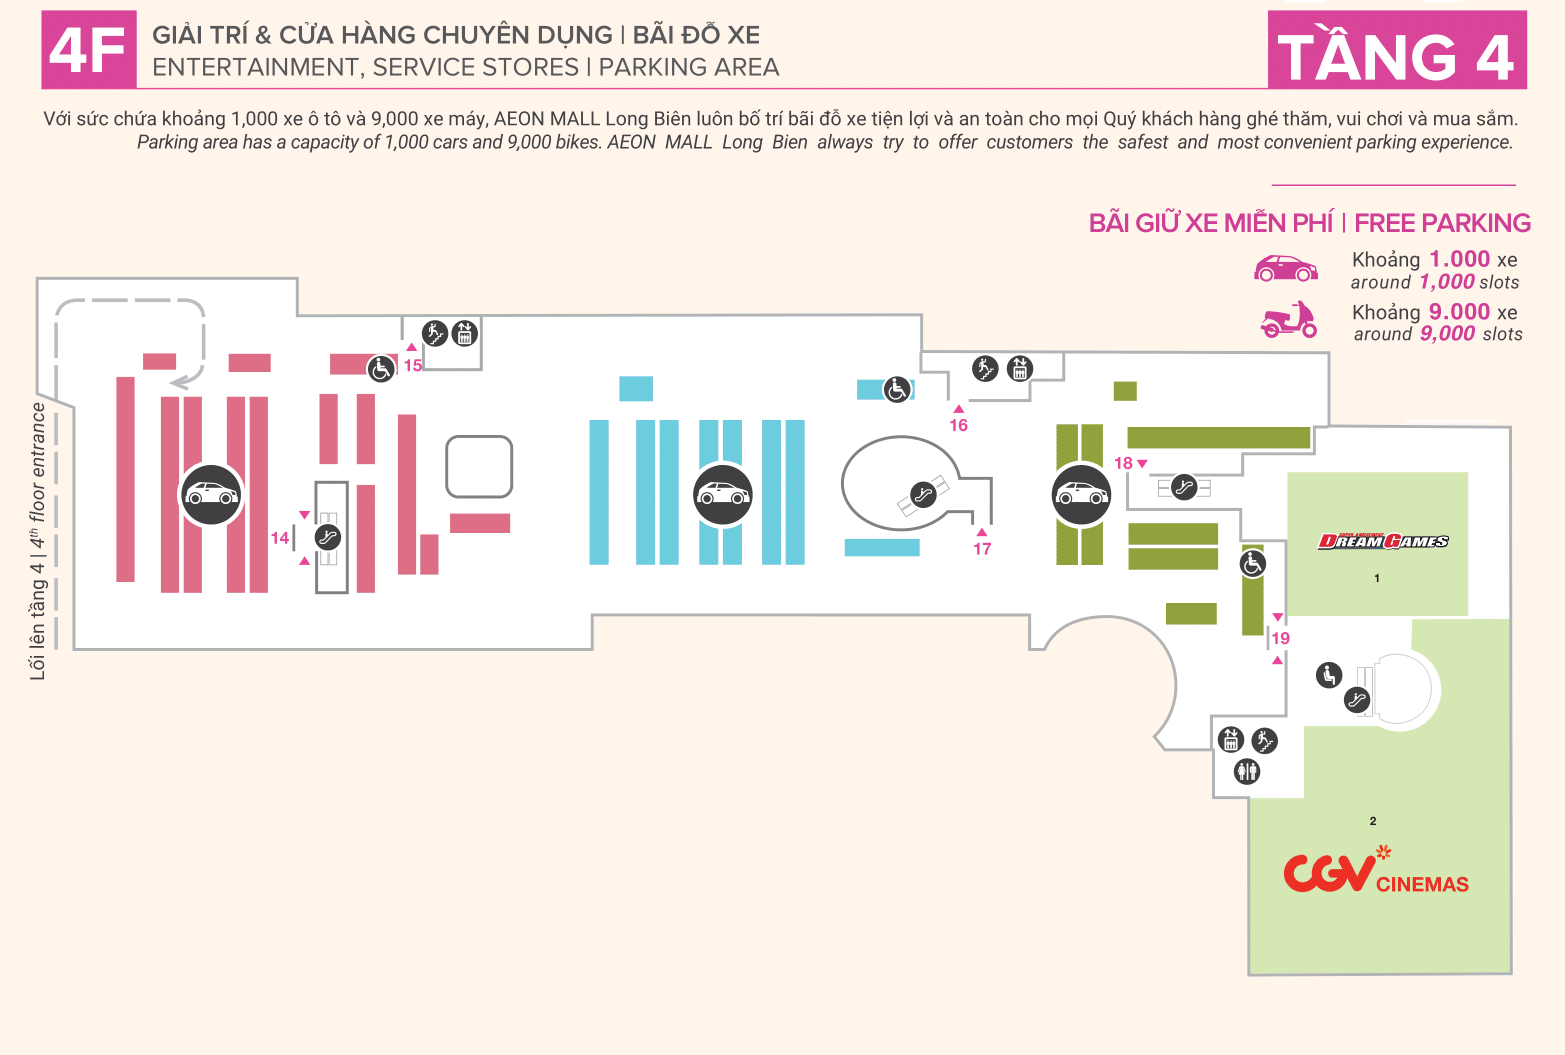 4F
GIẢI TRÍ & CỬA HÀNG CHUYÊN DỤNG | BÃI ĐỖ XE
ENTERTAINMENT, SERVICE STORES | PARKING AREA
TẦNG 4
Với sức chứa khoảng 1,000 xe ô tô và 9,000 xe máy, AEON MALL Long Biên luôn bố trí bãi đỗ xe tiện lợi và an toàn cho mọi Quý khách hàng ghé thăm, vui chơi và mua sắm.
Parking area has a capacity of 1,000 cars and 9,000 bikes. AEON MALL Long Bien always try to offer customers the safest and most convenient parking experience.
BÃI GIỮ XE MIỄN PHÍ | FREE PARKING
Khoảng 1.000 xe
around 1,000 slots
Khoảng 9.000 xe
around 9,000 slots
15
16
18
14
17
19
Lối lên tầng 4 | 4th floor entrance
DREAM GAMES
1
2
CGV CINEMAS